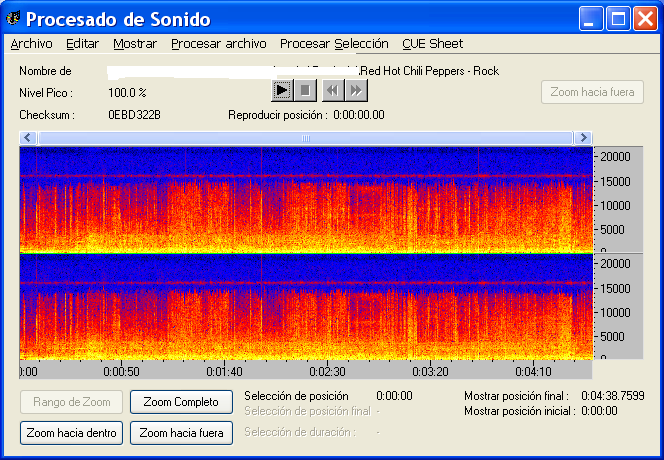 Procesado de Sonido
Archivo Editar Mostrar Procesar archivo Procesar Selección CUE Sheet
Nombre de \Red Hot Chili Peppers - Rock
Nivel Pico : 100.0 %
Zoom hacia fuera
Checksum : 0EBD322B Reproducir posición : 0:00:00.00
20000
15000
10000
5000
0
20000
15000
10000
5000
0
0:00 0:00:50 0:01:40 0:02:30 0:03:20 0:04:10
Rango de Zoom Zoom Completo Selección de posición 0:00:00 Mostrar posición final : 0:04:38.7599
Selección de posición final - Mostrar posición inicial : 0:00:00
Zoom hacia dentro Zoom hacia fuera Selección de duración : -